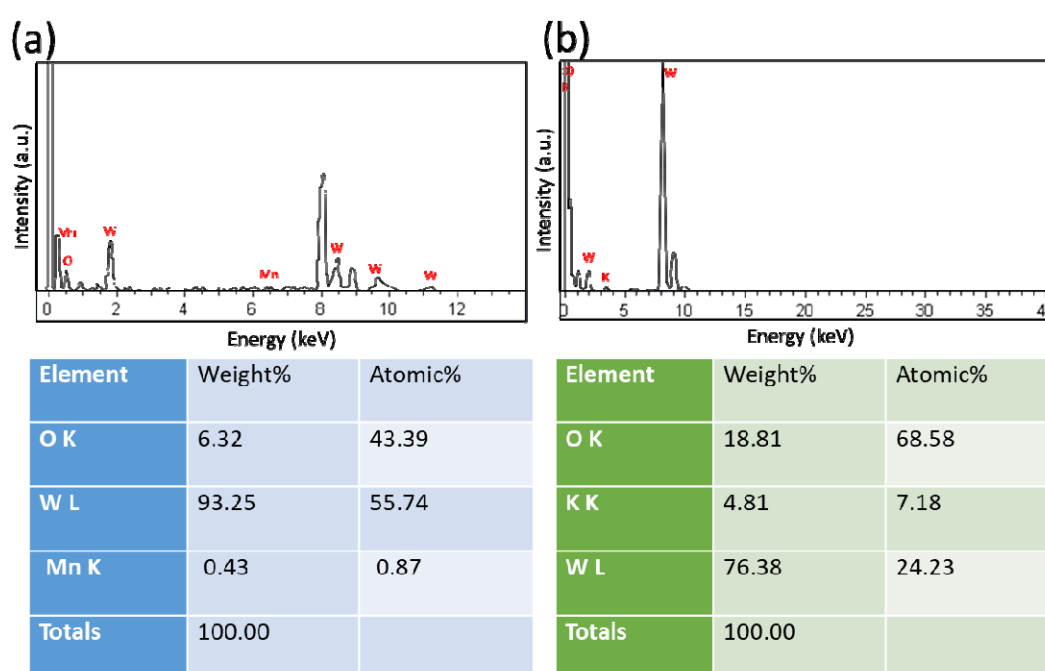 (a)
Intensity (a.u.)
Mn
O
W
Mn
W
W
W
0 2 4 6 8 10 12
Energy (keV)
(b)
Intensity (a.u.)
W
W
K
0 5 10 15 20 25 30 35 40
Energy (keV)
Element Weight% Atomic%
O K 6.32 43.39
W L 93.25 55.74
Mn K 0.43 0.87
Totals 100.00
Element Weight% Atomic%
O K 18.81 68.58
K K 4.81 7.18
W L 76.38 24.23
Totals 100.00